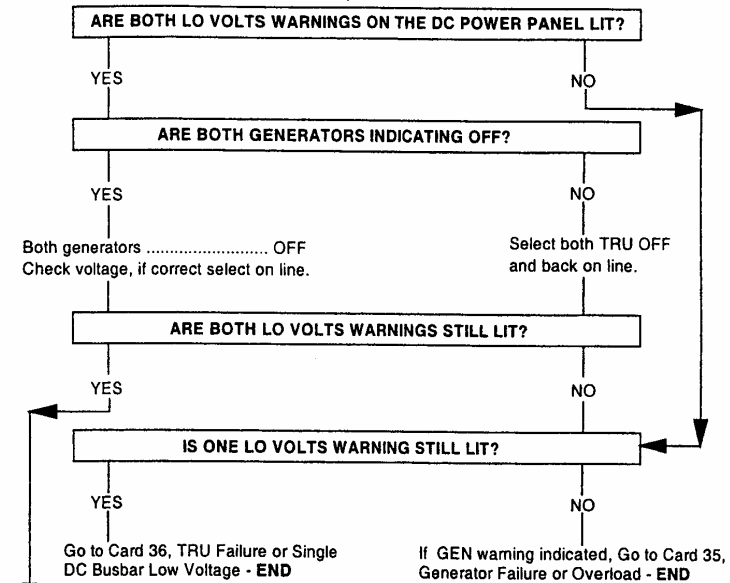 ARE BOTH LO VOLTS WARNINGS ON THE DC POWER PANEL LIT?
YES
NO
ARE BOTH GENERATORS INDICATING OFF?
YES
NO
Both generators .......................... OFF
Check voltage, if correct select on line.
Select both TRU OFF
and back on line.
ARE BOTH LO VOLTS WARNINGS STILL LIT?
YES
NO
IS ONE LO VOLTS WARNING STILL LIT?
YES
NO
Go to Card 36, TRU Failure or Single
DC Busbar Low Voltage - END
If GEN warning indicated, Go to Card 35,
Generator Failure or Overload - END